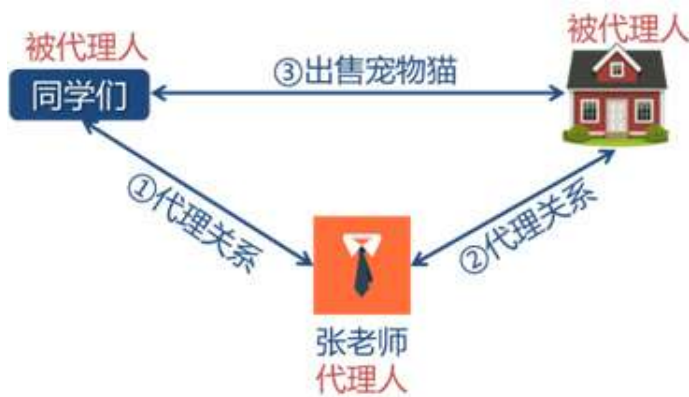 被代理人
被代理人
③出售宠物猫
同学们
①代理关系
②代理关系
张老师
代理人